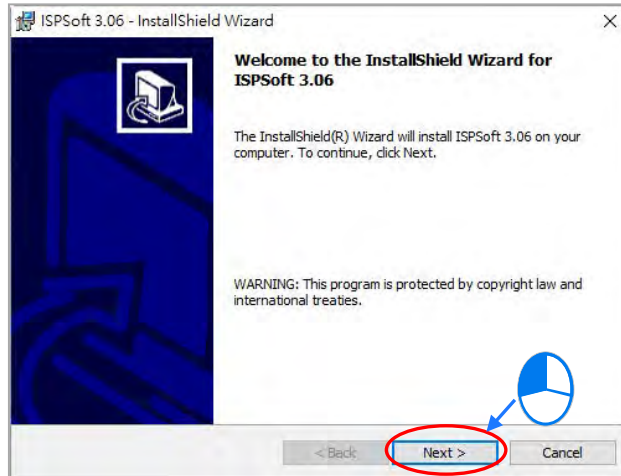 ISPSoft 3.06 - InstallShield Wizard
Welcome to the InstallShield Wizard for
ISPSoft 3.06
The InstallShield(R) Wizard will install ISPSoft 3.06 on your
computer. To continue, click Next.
WARNING: This program is protected by copyright law and
international treaties.
< Back Next > Cancel